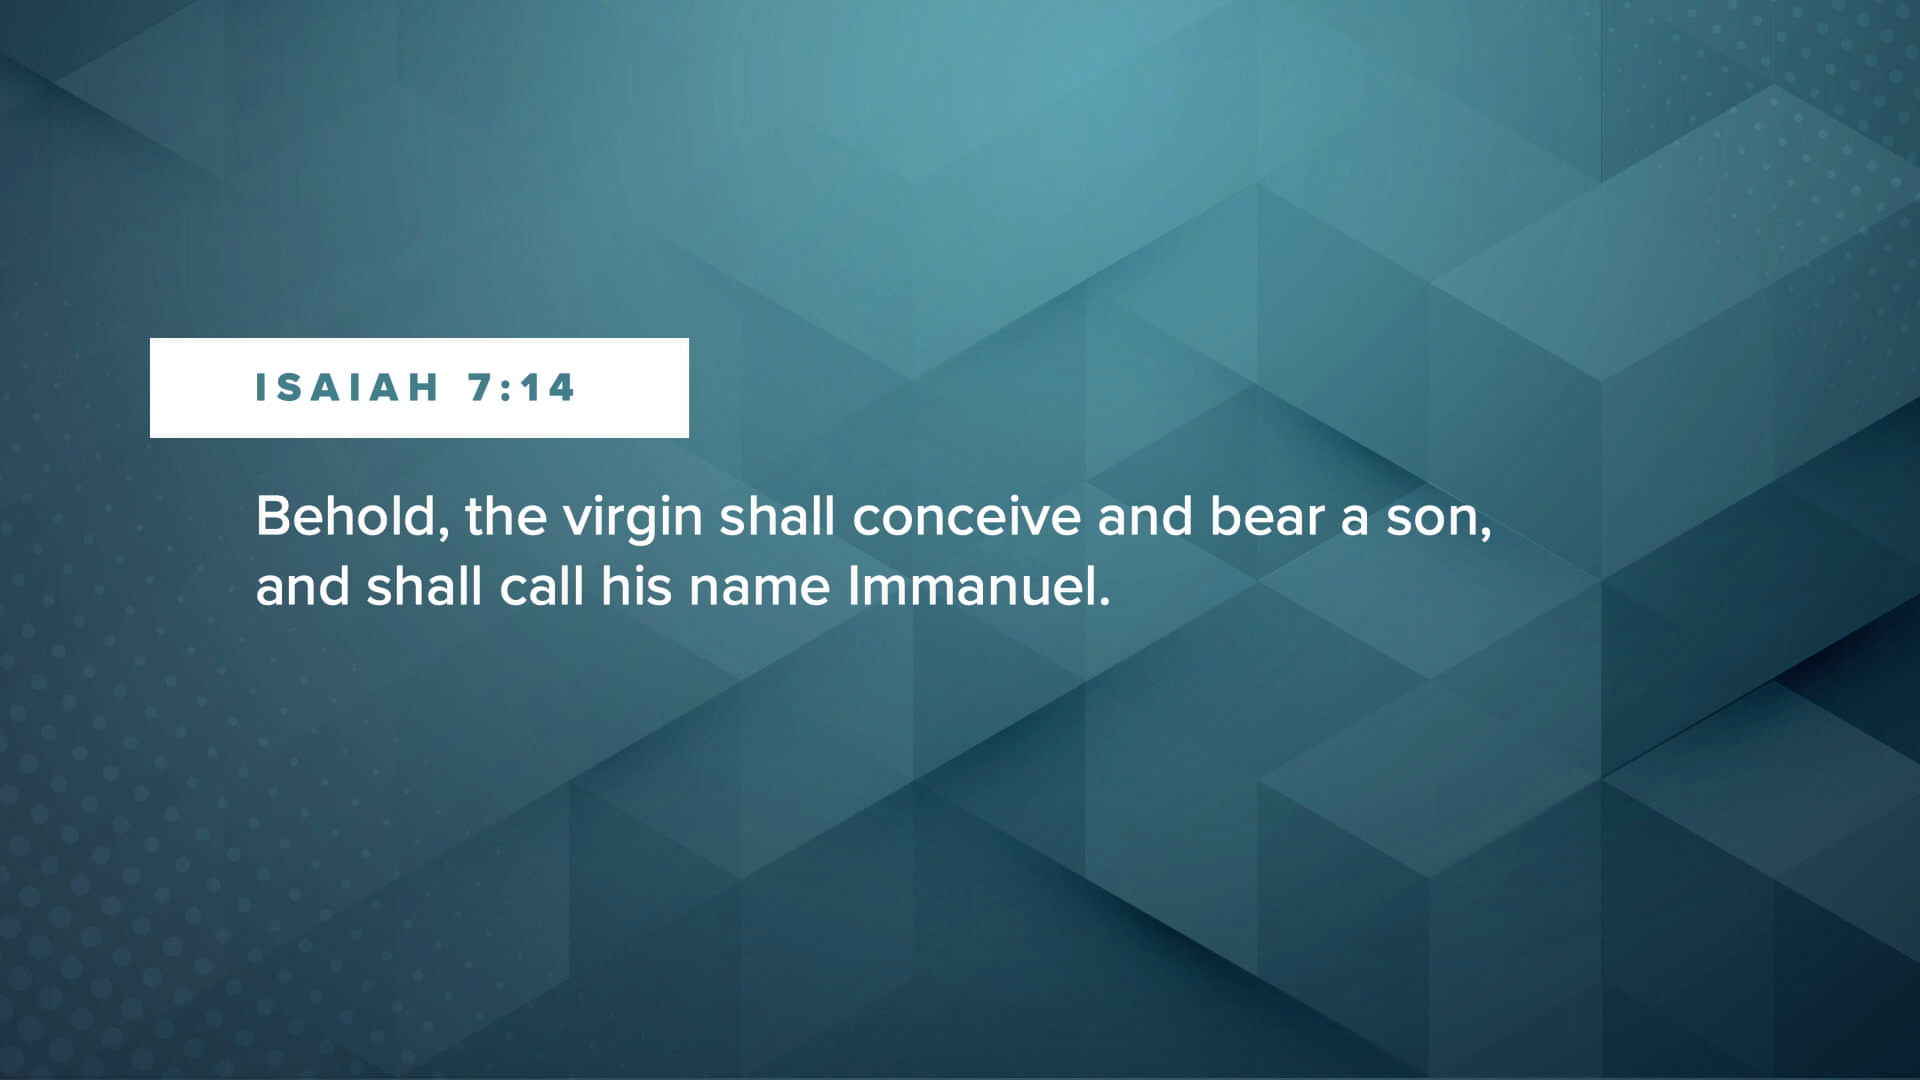 ISAIAH 7:14
Behold, the virgin shall conceive and bear a son,
and shall call his name Immanuel.